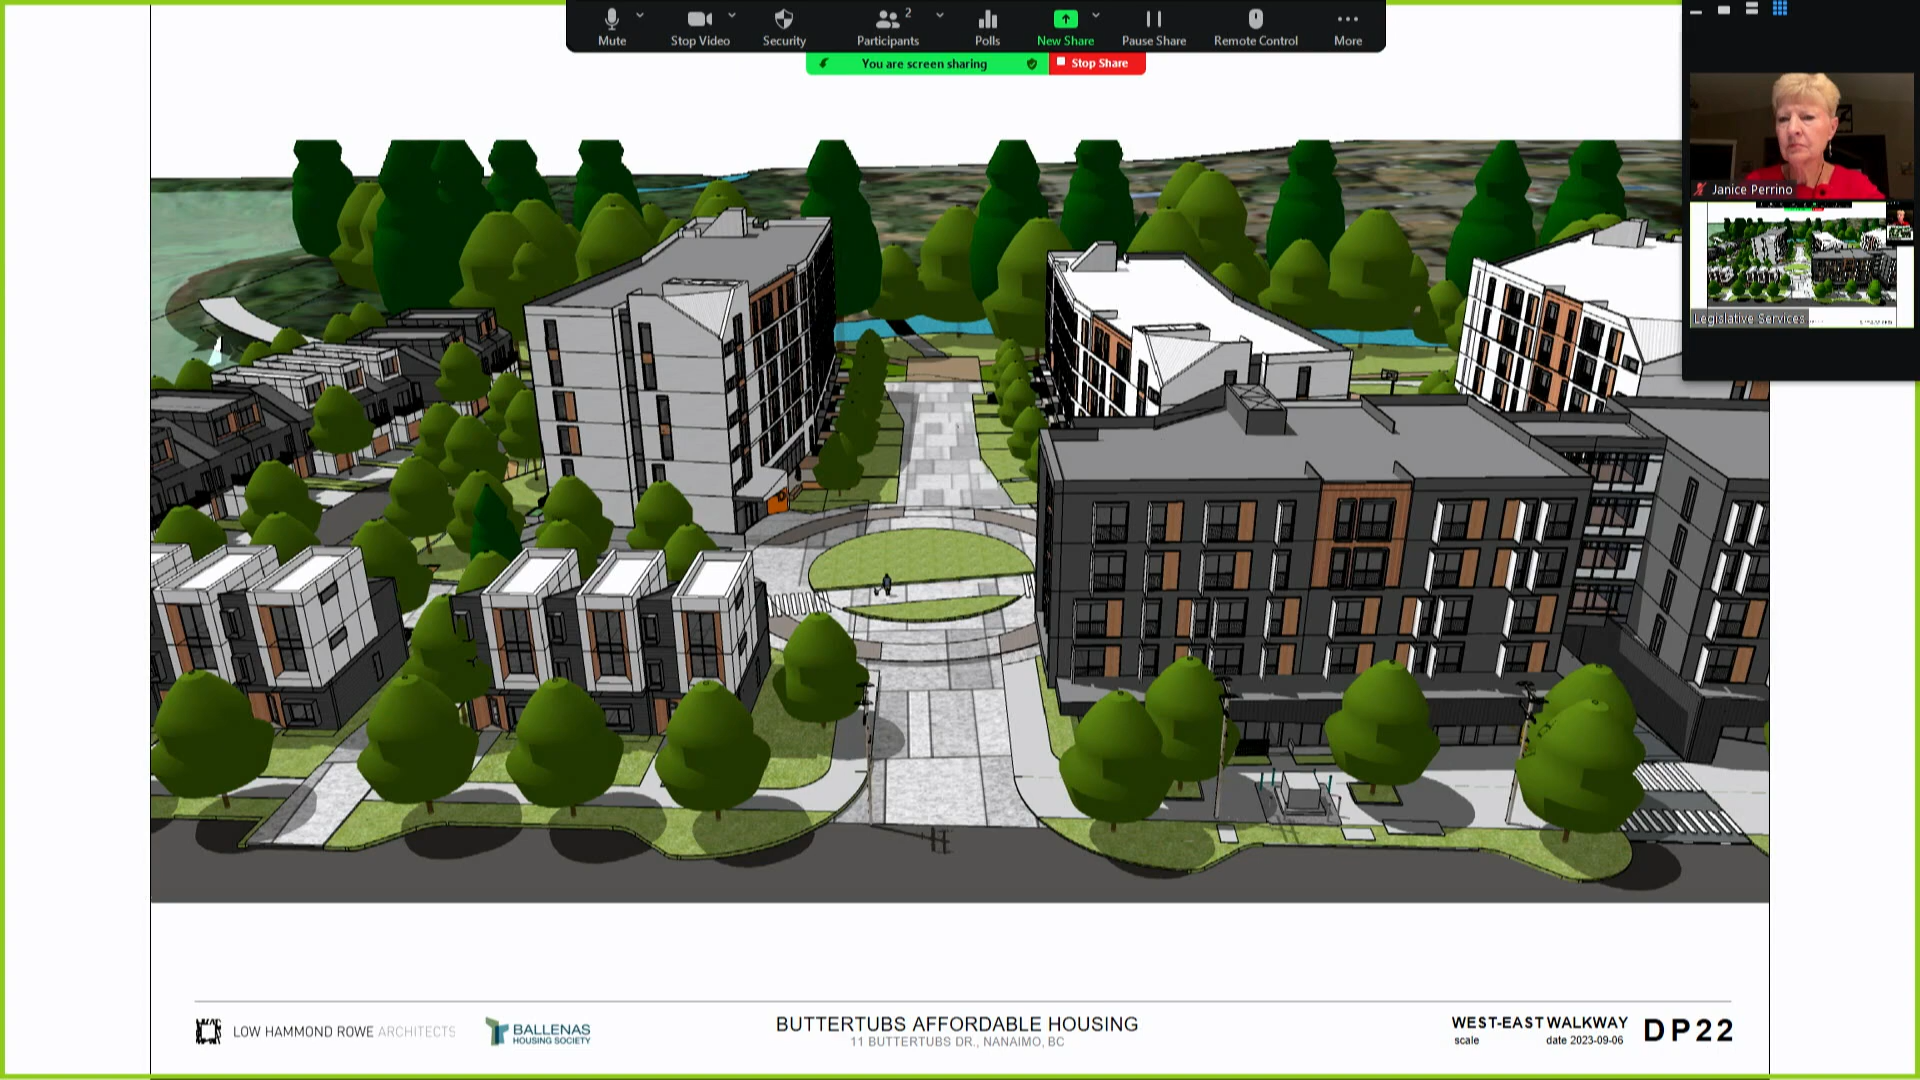 2
Mute
Stop Video
Security
Participants
Polls
New Share
Pause Share
Remote Control
More
You are screen sharing
Stop Share
Janice Perrino
Legislative Services
LOW HAMMOND ROWE ARCHITECTS
BALLENAS
HOUSING SOCIETY
BUTTERTUBS AFFORDABLE HOUSING
11 BUTTERTUBS DR., NANAIMO, BC
WEST-EAST WALKWAY
scale
date 2023-09-06
DP22